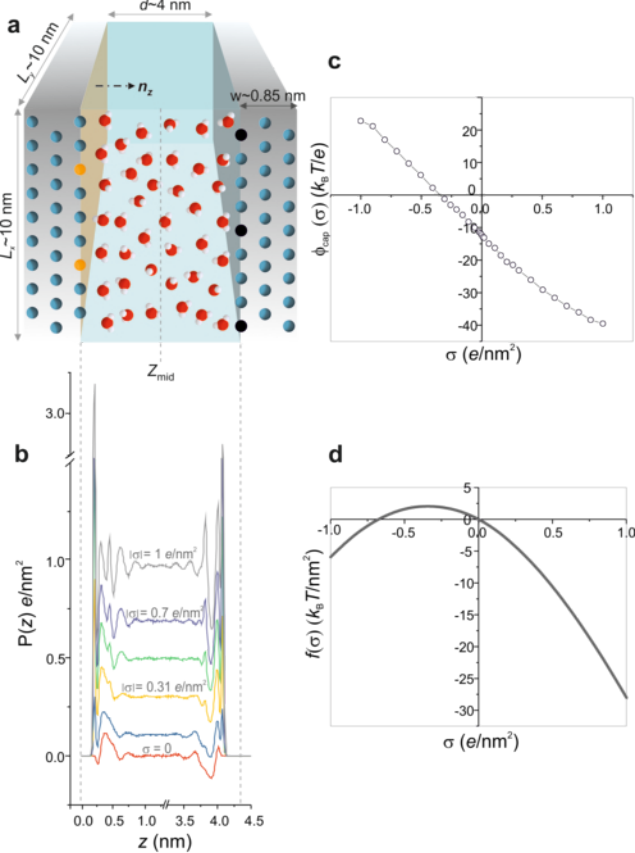 a
d~4 nm
Ly~10 nm
nz
w~0.85 nm
Lx~10 nm
Zmid
b
3.0
1.0
0.5
0.0
P(z) e/nm²
|σ|= 1 e/nm²
|σ|= 0.7 e/nm²
|σ|= 0.31 e/nm²
σ = 0
0.0 0.5 3.5 4.0 4.5
z (nm)
c
20
10
0
-10
-20
-30
-40
-1.0 -0.5 0.0 0.5 1.0
ϕcap (σ) (kBT/e)
σ (e/nm²)
d
5
0
-5
-10
-15
-20
-25
-30
-1.0 -0.5 0.0 0.5 1.0
f(σ) (kBT/nm²)
σ (e/nm²)